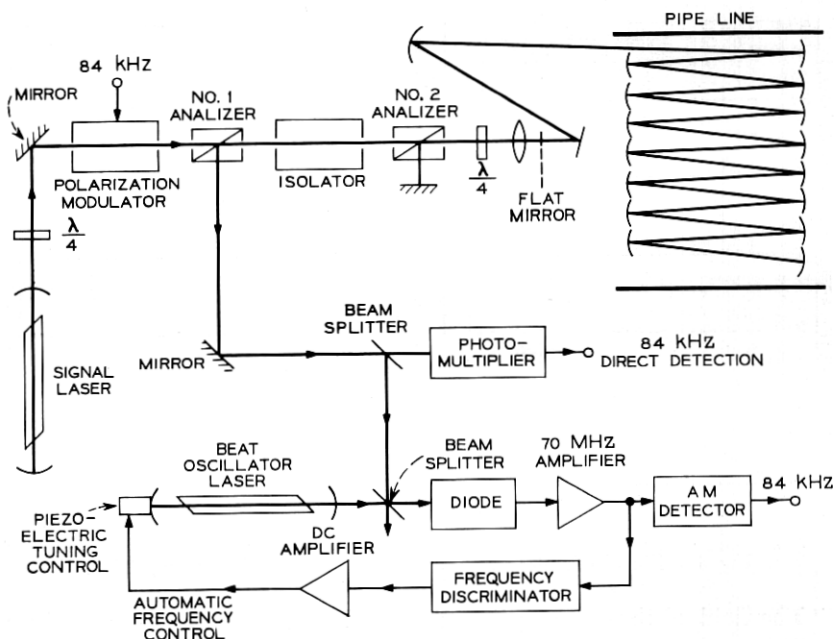 PIPE LINE
84 kHz
MIRROR
NO. 1
ANALIZER
NO. 2
ANALIZER
POLARIZATION
MODULATOR
ISOLATOR
λ
4
FLAT
MIRROR
λ
4
SIGNAL
LASER
MIRROR
BEAM
SPLITTER
PHOTO-
MULTIPLIER
84 kHz
DIRECT DETECTION
BEAT
OSCILLATOR
LASER
BEAM
SPLITTER
70 MHz
AMPLIFIER
DIODE
AM
DETECTOR
84 kHz
PIEZO-
ELECTRIC
TUNING
CONTROL
DC
AMPLIFIER
FREQUENCY
DISCRIMINATOR
AUTOMATIC
FREQUENCY
CONTROL